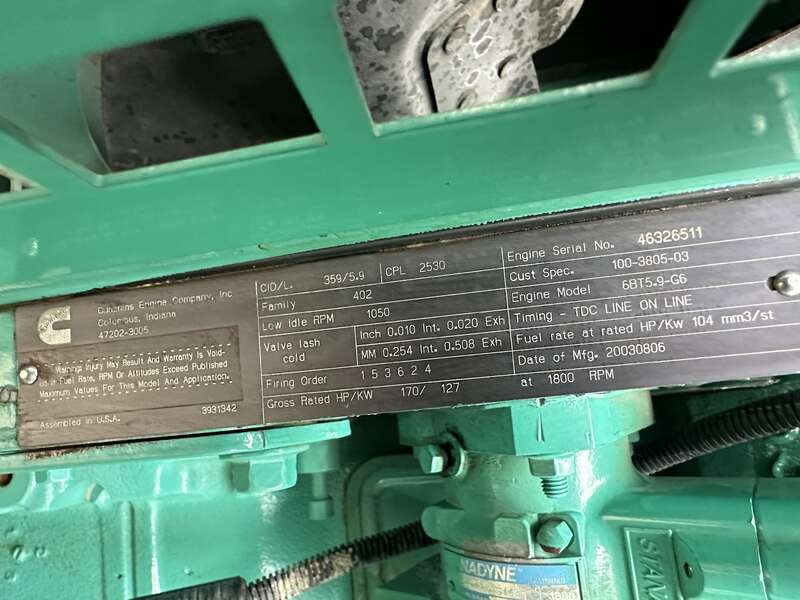 Cummins Engine Company, Inc
Columbus, Indiana
47202-3005
Warnings Injury May Result And Warranty Is Void-
If Fuel Rate, RPM Or Altitudes Exceed Published
Maximum Values For This Model And Application.
3931342
Assembled in U.S.A.
CID/L. 359/5.9 CPL 2530
Family 402
Low Idle RPM 1050
Valve lash cold
Inch 0.010 Int. 0.020 Exh
MM 0.254 Int. 0.508 Exh
Firing Order 1 5 3 6 2 4
Gross Rated HP/KW 170/ 127 at 1800 RPM
Engine Serial No. 46326511
Cust Spec. 100-3805-03
Engine Model 6BT5.9-G6
Timing - TDC LINE ON LINE
Fuel rate at rated HP/Kw 104 mm3/st
Date of Mfg. 20030806
NADYNE
STAN